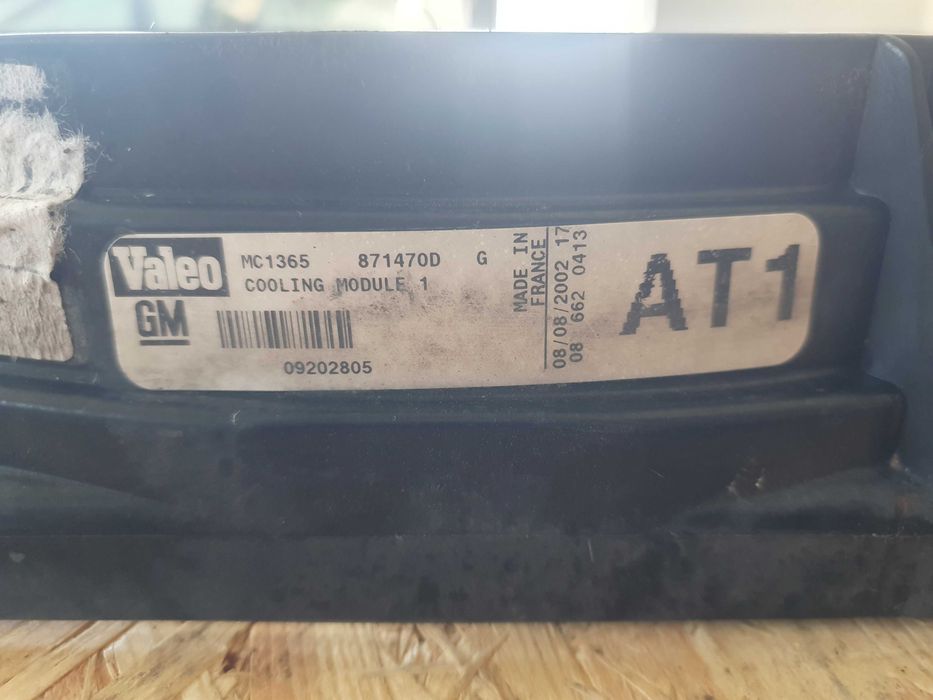 Valeo
MC1365 871470D G
COOLING MODULE 1
GM
09202805
MADE IN
FRANCE
08/08/2002 17
08 662 0413
AT1